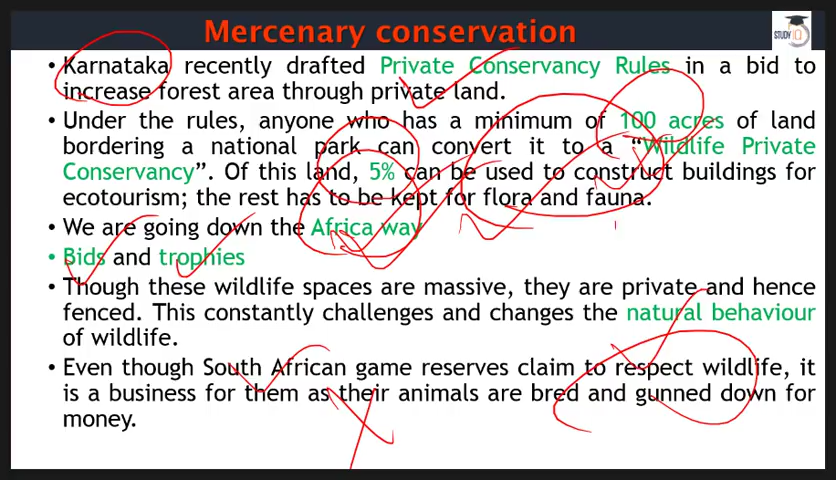 Mercenary conservation
STUDY IQ
• Karnataka recently drafted Private Conservancy Rules in a bid to
increase forest area through private land.
• Under the rules, anyone who has a minimum of 100 acres of land
bordering a national park can convert it to a “Wildlife Private
Conservancy”. Of this land, 5% can be used to construct buildings for
ecotourism; the rest has to be kept for flora and fauna.
• We are going down the Africa way
• Bids and trophies
• Though these wildlife spaces are massive, they are private and hence
fenced. This constantly challenges and changes the natural behaviour
of wildlife.
• Even though South African game reserves claim to respect wildlife, it
is a business for them as their animals are bred and gunned down for
money.